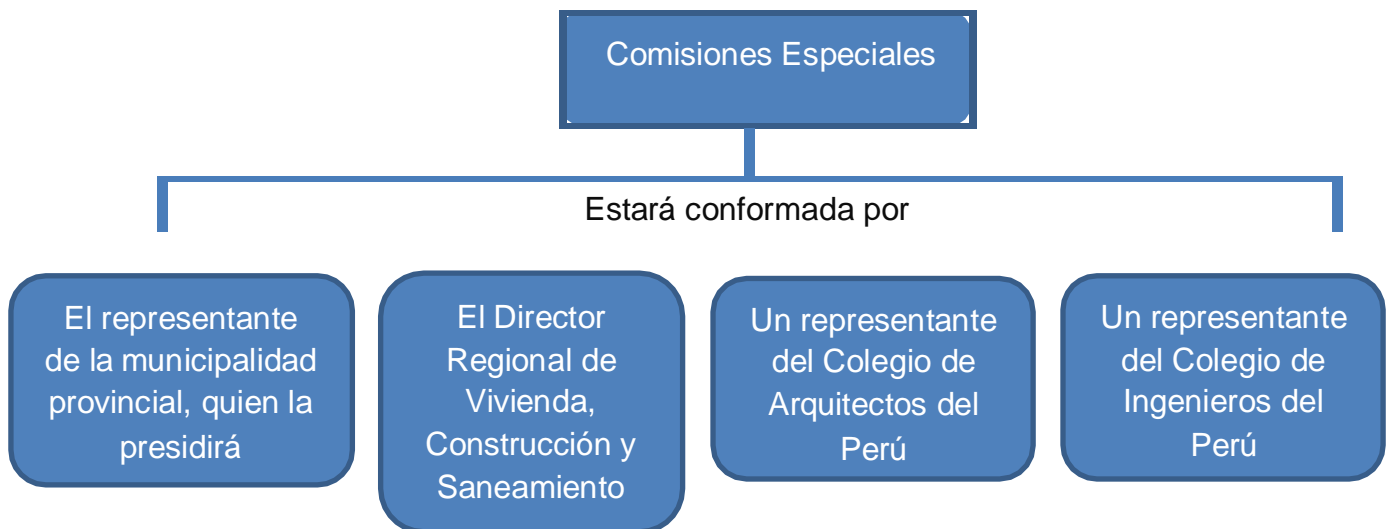 Comisiones Especiales
Estará conformada por
El representante
de la municipalidad
provincial, quien la
presidirá
El Director
Regional de
Vivienda,
Construcción y
Saneamiento
Un representante
del Colegio de
Arquitectos del
Perú
Un representante
del Colegio de
Ingenieros del
Perú